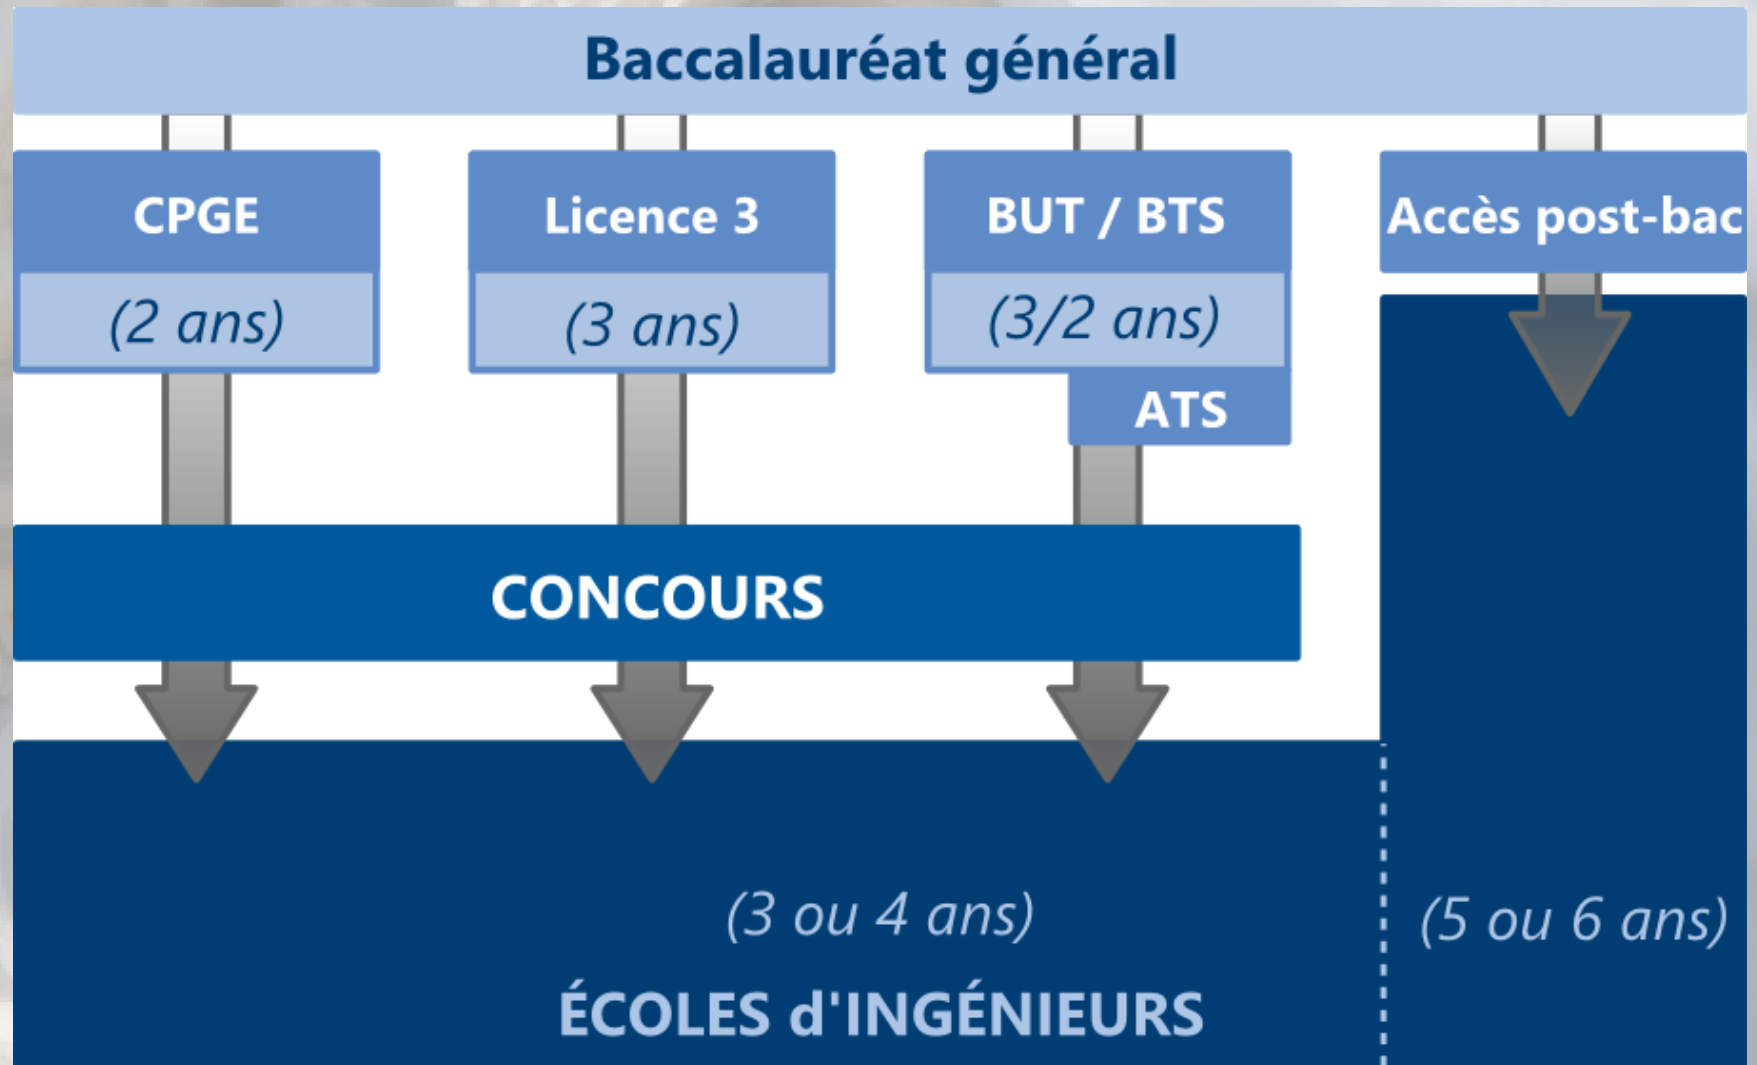 Baccalauréat général
CPGE
(2 ans)
Licence 3
(3 ans)
BUT / BTS
(3/2 ans)
ATS
Accès post-bac
CONCOURS
(3 ou 4 ans)
(5 ou 6 ans)
ÉCOLES d'INGÉNIEURS